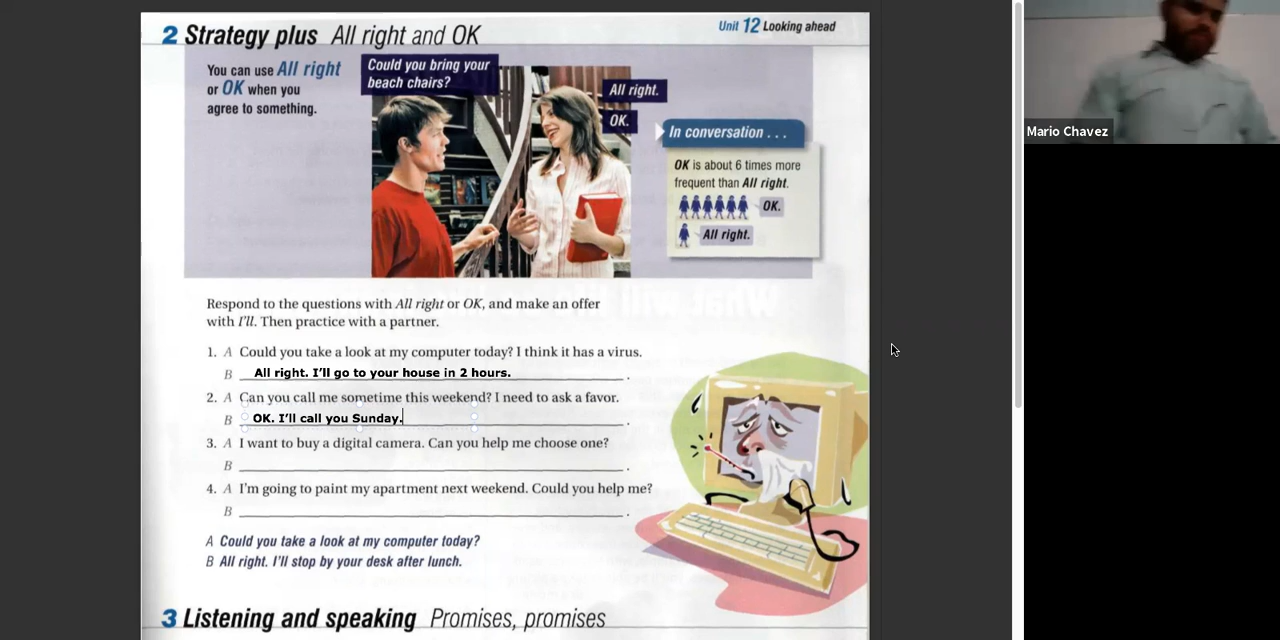 2 Strategy plus All right and OK
Unit 12 Looking ahead
You can use All right
or OK when you
agree to something.
Could you bring your
beach chairs?
All right.
OK.
In conversation . . .
OK is about 6 times more
frequent than All right.
OK.
All right.
Respond to the questions with All right or OK, and make an offer
with I'll. Then practice with a partner.
1. A Could you take a look at my computer today? I think it has a virus.
B All right. I'll go to your house in 2 hours. .
2. A Can you call me sometime this weekend? I need to ask a favor.
B OK. I'll call you Sunday. .
3. A I want to buy a digital camera. Can you help me choose one?
B .
4. A I'm going to paint my apartment next weekend. Could you help me?
B .
A Could you take a look at my computer today?
B All right. I'll stop by your desk after lunch.
3 Listening and speaking Promises, promises
Mario Chavez